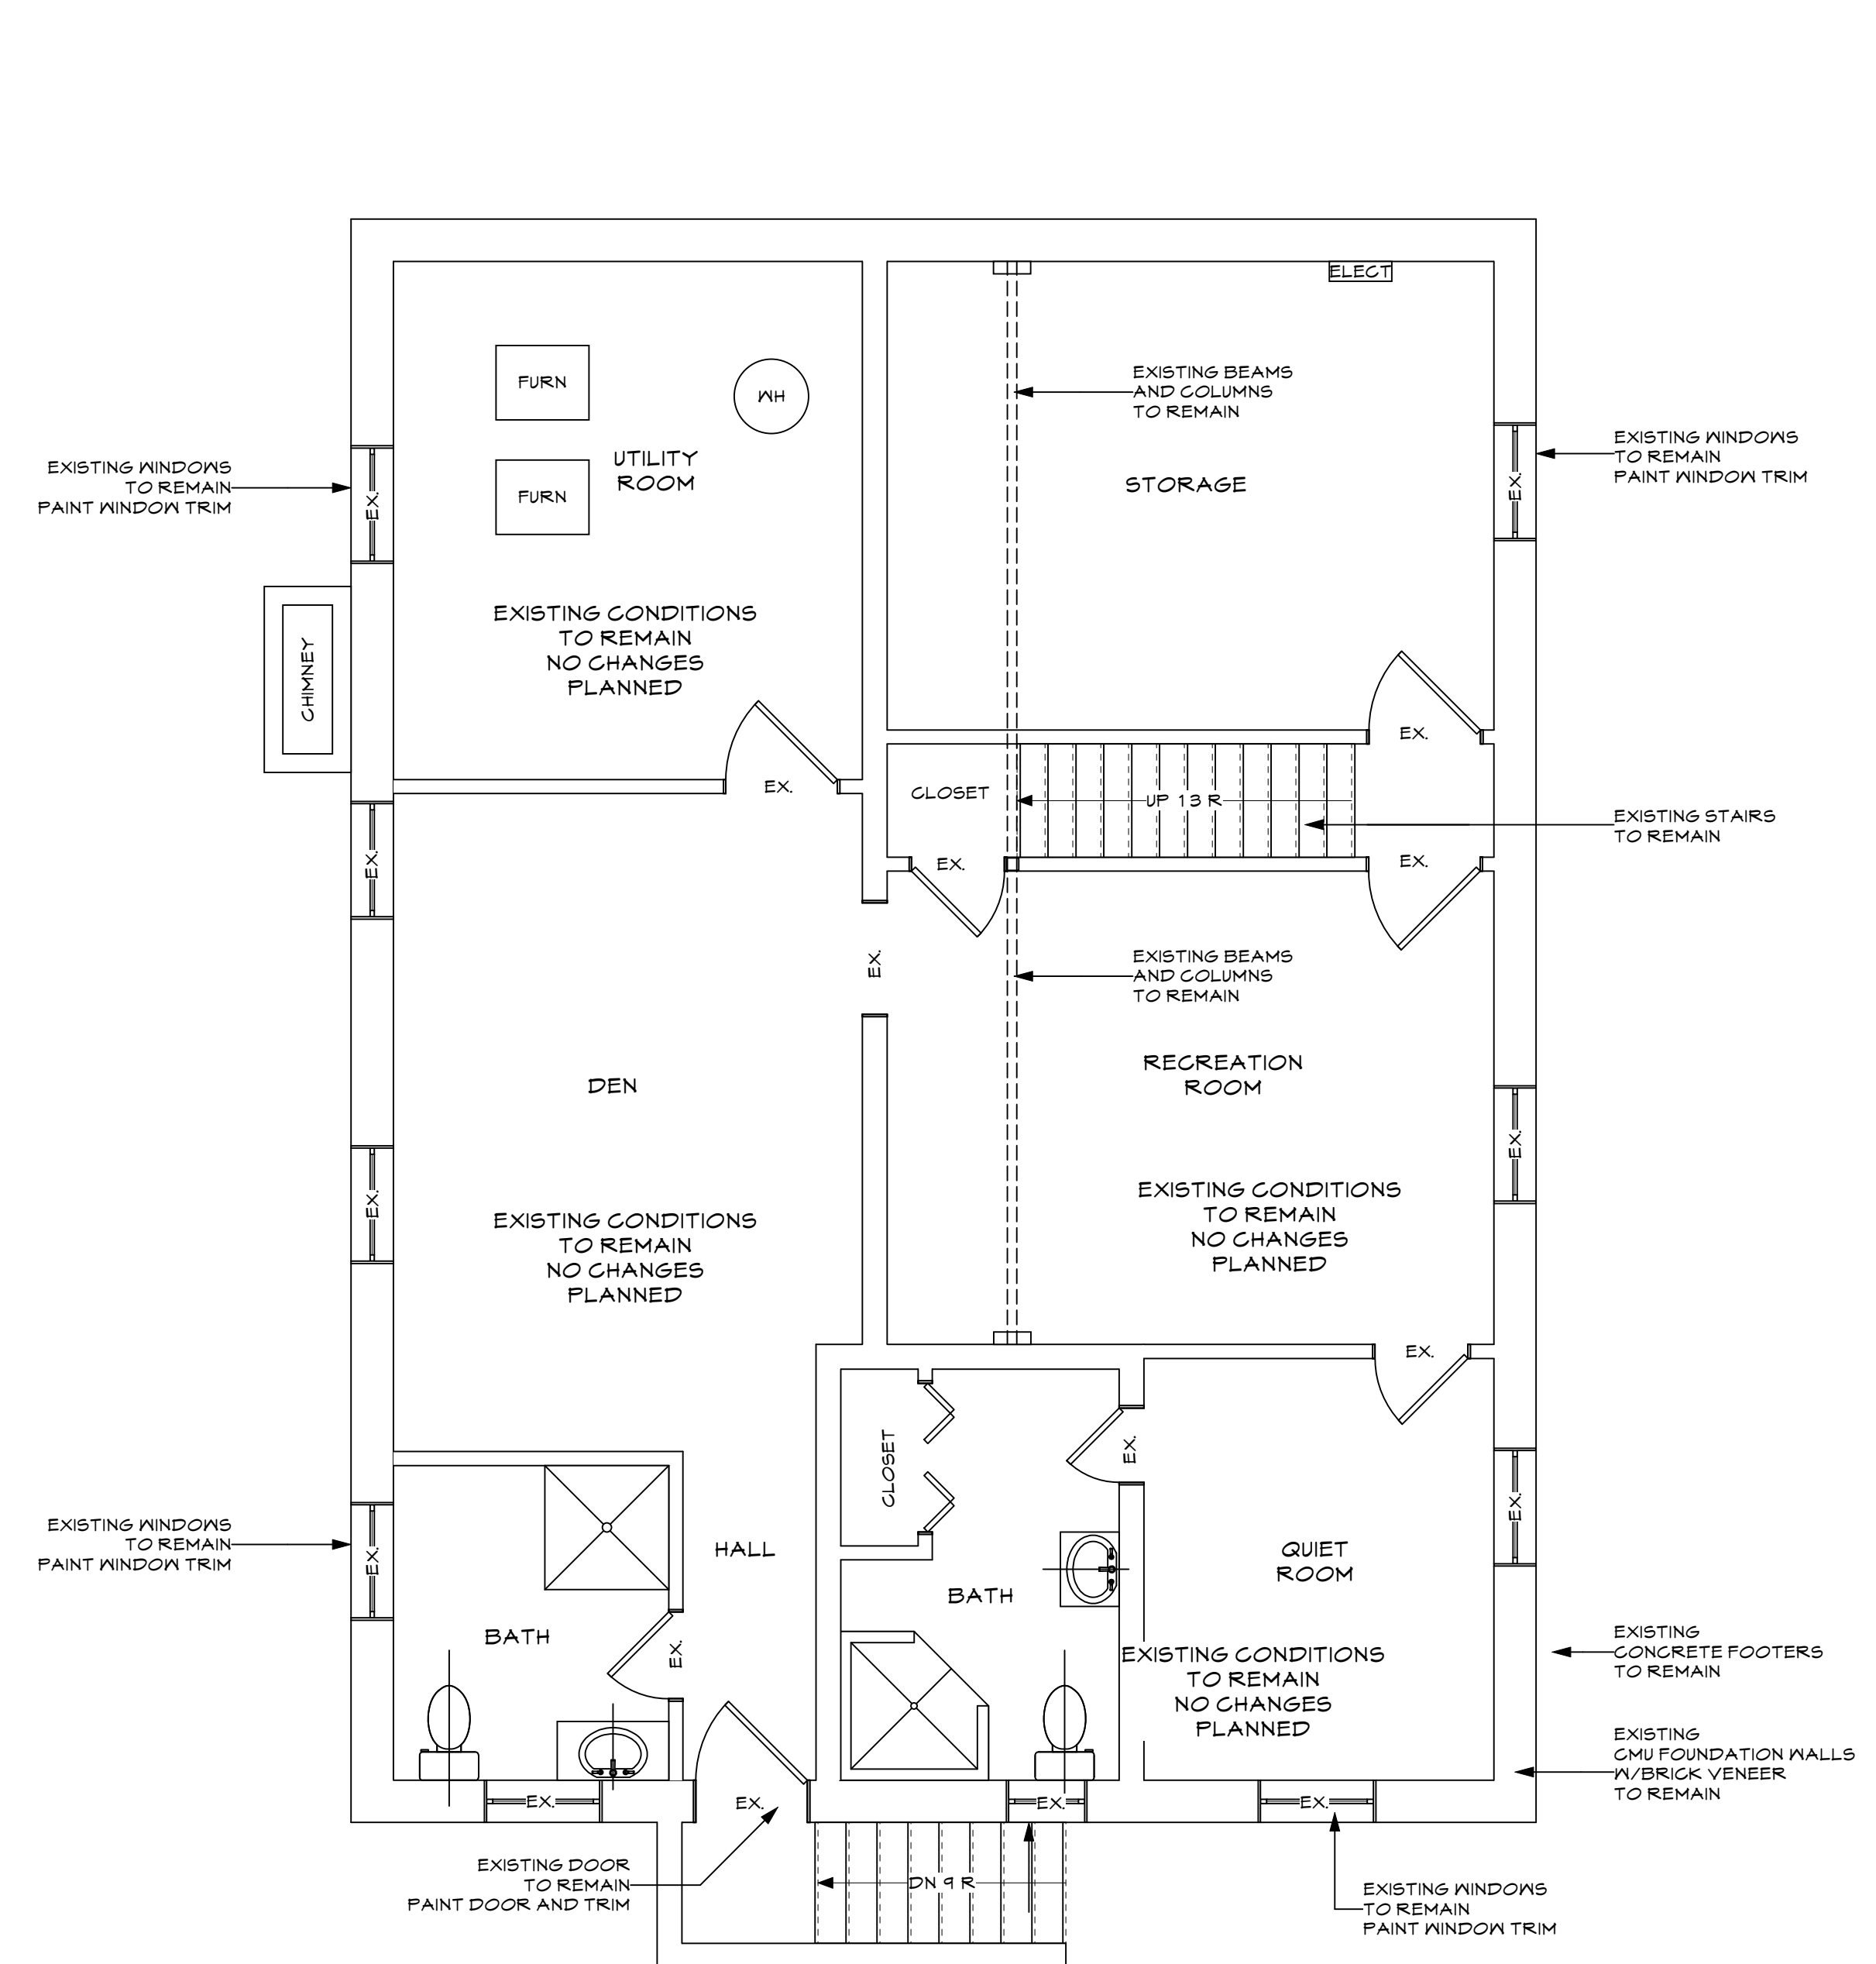 ELECT
EXISTING BEAMS
AND COLUMNS
TO REMAIN
FURN
WH
EXISTING WINDOWS
TO REMAIN
PAINT WINDOW TRIM
UTILITY
ROOM
EXISTING WINDOWS
TO REMAIN
PAINT WINDOW TRIM
STORAGE
EX.
FURN
EX.
EXISTING CONDITIONS
TO REMAIN
NO CHANGES
PLANNED
CHIMNEY
EX.
EX.
CLOSET
UP 13 R
EXISTING STAIRS
TO REMAIN
EX.
EX.
EX.
EX.
EXISTING BEAMS
AND COLUMNS
TO REMAIN
RECREATION
ROOM
DEN
EX.
EX.
EXISTING CONDITIONS
TO REMAIN
NO CHANGES
PLANNED
EXISTING CONDITIONS
TO REMAIN
NO CHANGES
PLANNED
EX.
CLOSET
EX.
EX.
EXISTING WINDOWS
TO REMAIN
PAINT WINDOW TRIM
EX.
HALL
QUIET
ROOM
BATH
BATH
EX.
EXISTING
CONCRETE FOOTERS
TO REMAIN
EXISTING CONDITIONS
TO REMAIN
NO CHANGES
PLANNED
EXISTING
CMU FOUNDATION WALLS
W/BRICK VENEER
TO REMAIN
EX.
EX.
EX.
EX.
EXISTING DOOR
TO REMAIN
PAINT DOOR AND TRIM
DN 9 R
EXISTING WINDOWS
TO REMAIN
PAINT WINDOW TRIM